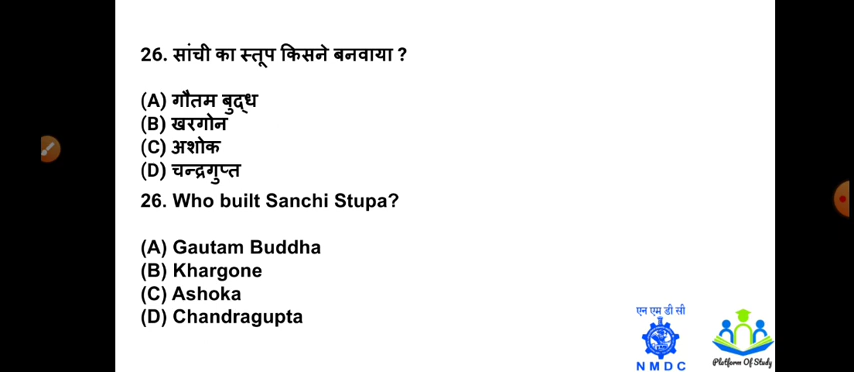 26. सांची का स्तूप किसने बनवाया ?
(A) गौतम बुद्ध
(B) खरगोन
(C) अशोक
(D) चन्द्रगुप्त
26. Who built Sanchi Stupa?
(A) Gautam Buddha
(B) Khargone
(C) Ashoka
(D) Chandragupta
एन एम डी सी
NMDC
Platform Of Study